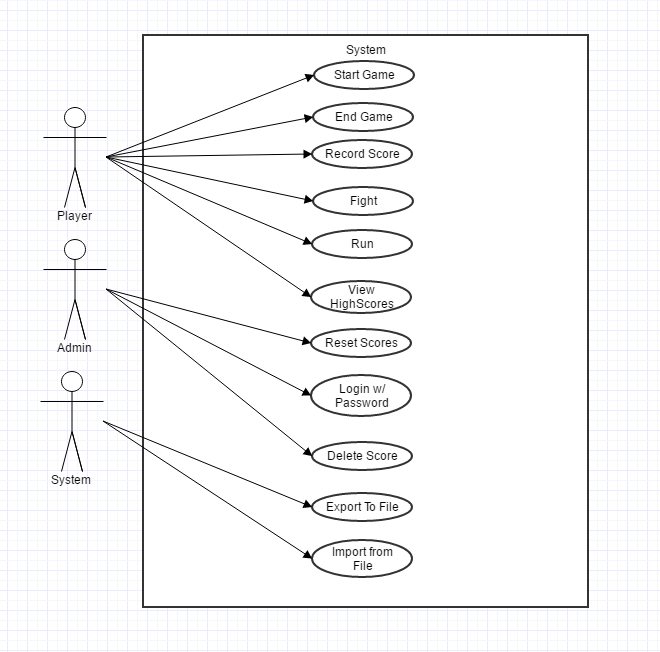 System
Start Game
End Game
Record Score
Fight
Player
Run
View
HighScores
Admin
Reset Scores
Login w/
Password
Delete Score
System
Export To File
Import from
File